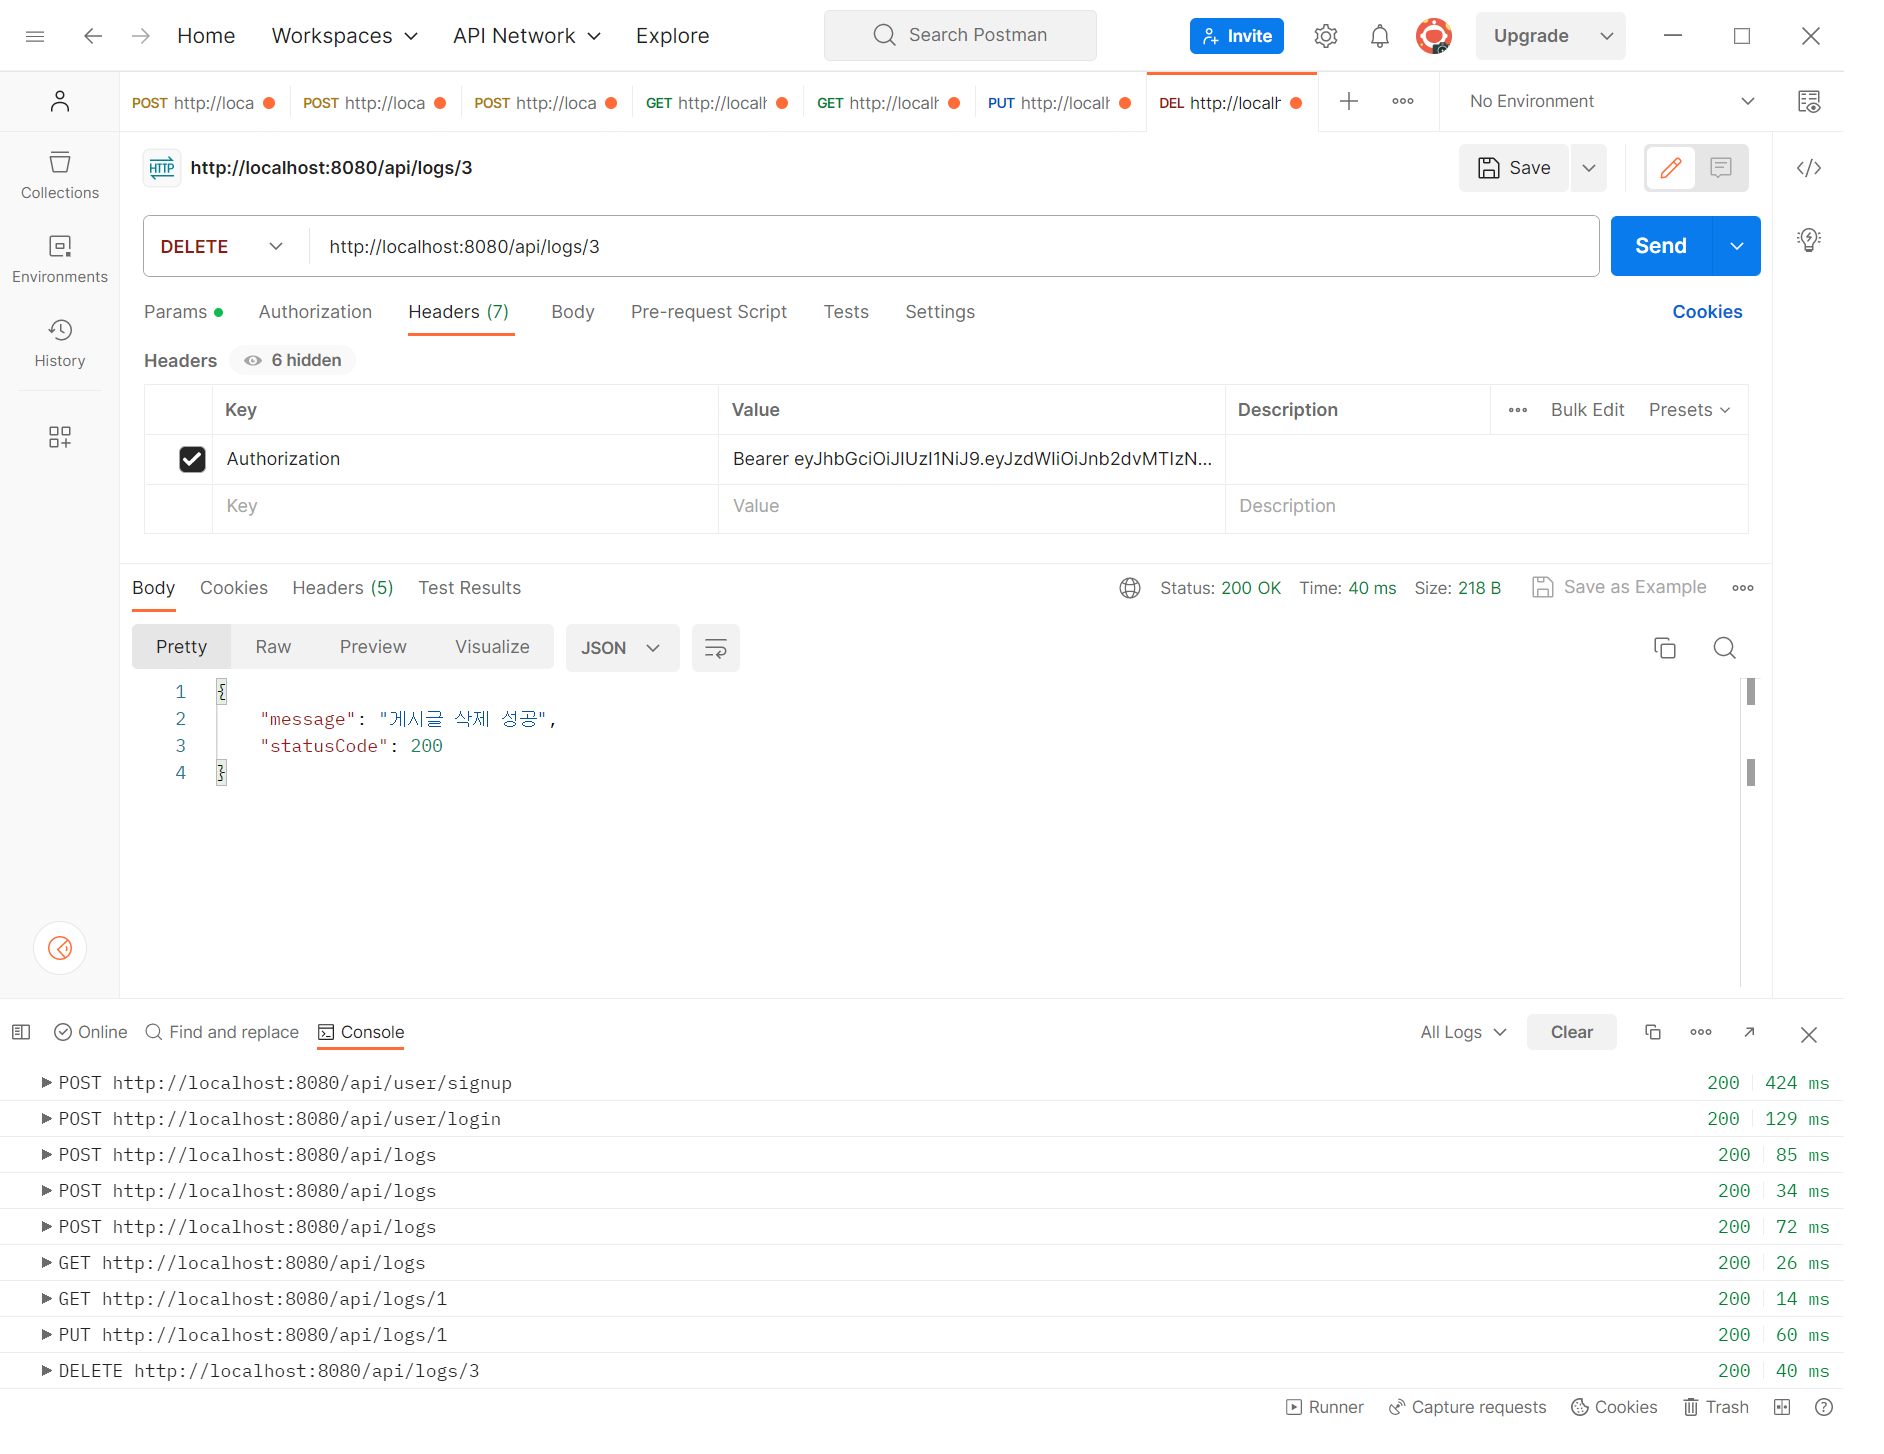 Home Workspaces API Network Explore Search Postman Invite Upgrade
POST http://loca POST http://loca POST http://loca GET http://localh GET http://localh PUT http://localh DEL http://localh No Environment
Collections
Environments
History
HTTP http://localhost:8080/api/logs/3 Save
DELETE http://localhost:8080/api/logs/3 Send
Params Authorization Headers (7) Body Pre-request Script Tests Settings Cookies
Headers 6 hidden
Key Value Description Bulk Edit Presets
Authorization Bearer eyJhbGciOiJIUzI1NiJ9.eyJzdWIiOiJnb2dvMTIzN...
Key Value Description
Body Cookies Headers (5) Test Results Status: 200 OK Time: 40 ms Size: 218 B Save as Example
Pretty Raw Preview Visualize JSON
1 {
2 "message": "게시글 삭제 성공",
3 "statusCode": 200
4 }
Online Find and replace Console All Logs Clear
POST http://localhost:8080/api/user/signup 200 424 ms
POST http://localhost:8080/api/user/login 200 129 ms
POST http://localhost:8080/api/logs 200 85 ms
POST http://localhost:8080/api/logs 200 34 ms
POST http://localhost:8080/api/logs 200 72 ms
GET http://localhost:8080/api/logs 200 26 ms
GET http://localhost:8080/api/logs/1 200 14 ms
PUT http://localhost:8080/api/logs/1 200 60 ms
DELETE http://localhost:8080/api/logs/3 200 40 ms
Runner Capture requests Cookies Trash